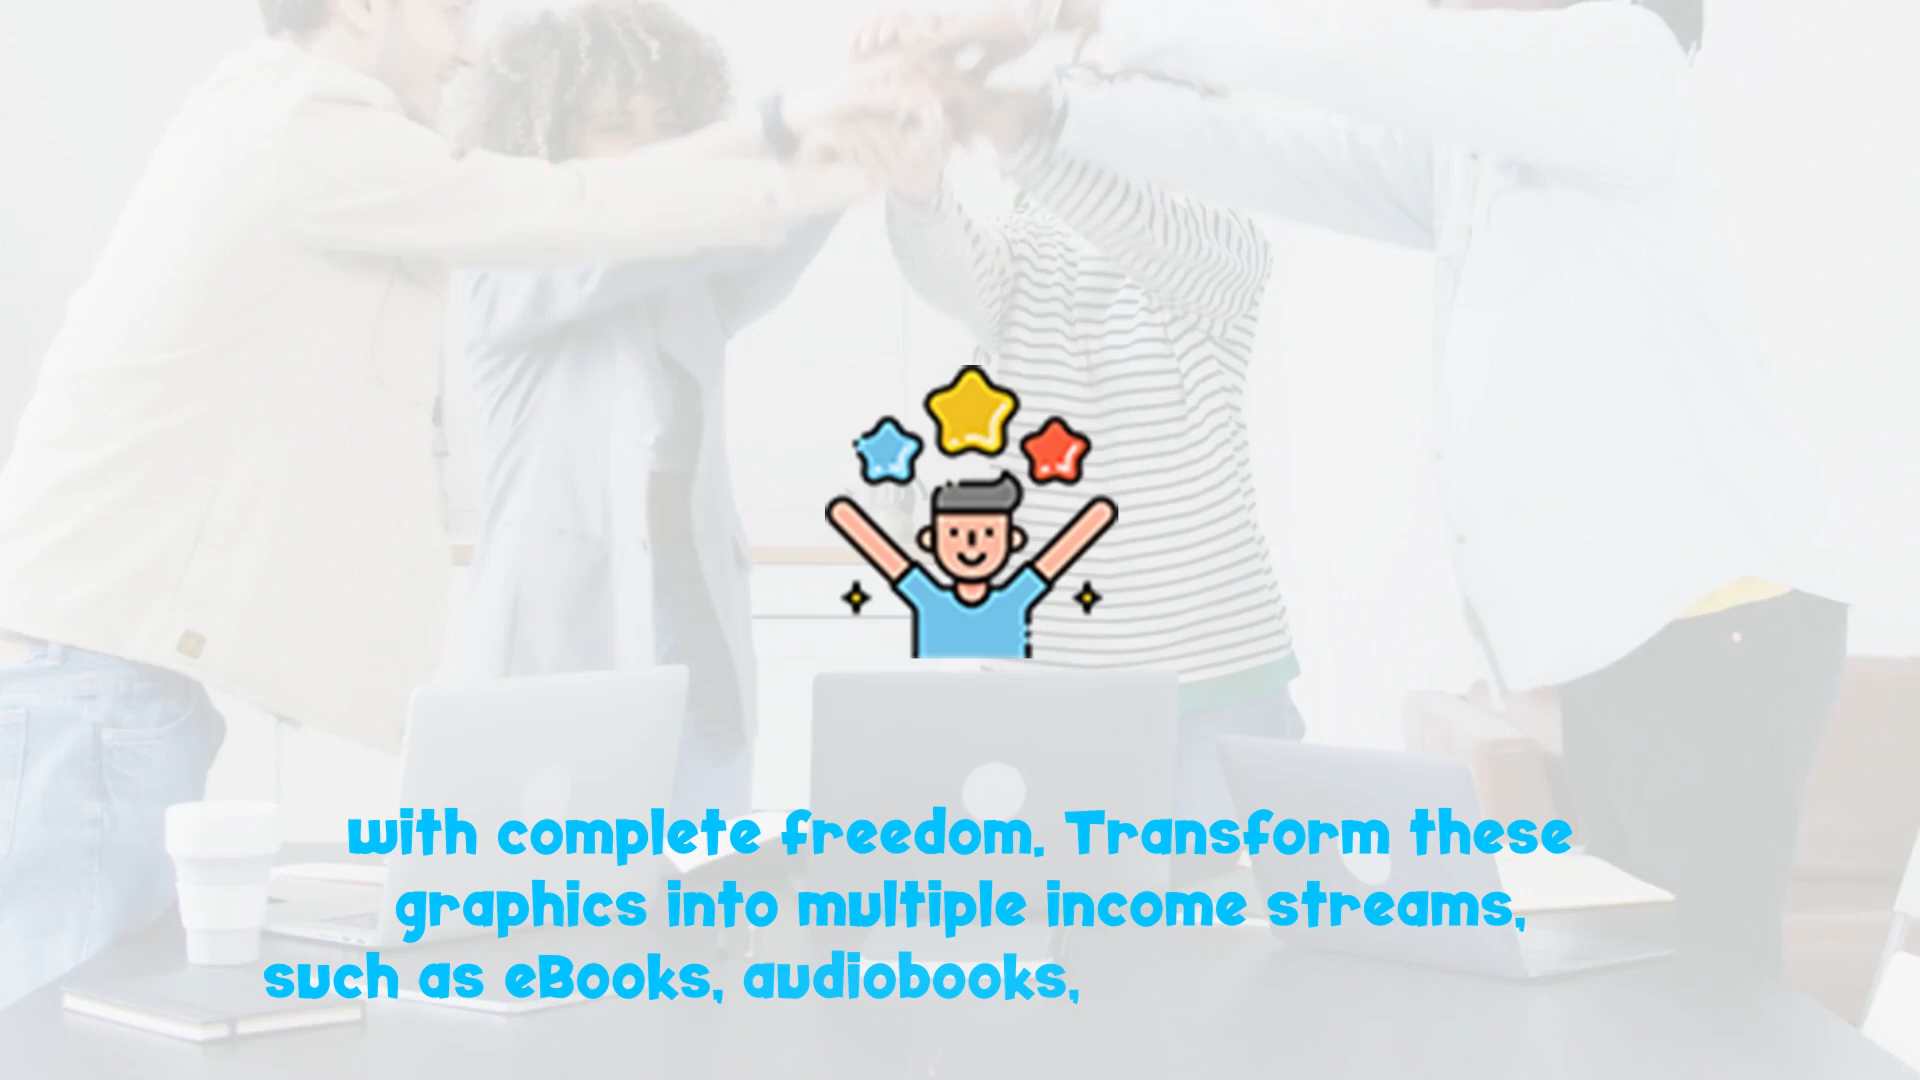 with complete freedom. Transform these
graphics into multiple income streams,
such as eBooks, audiobooks,